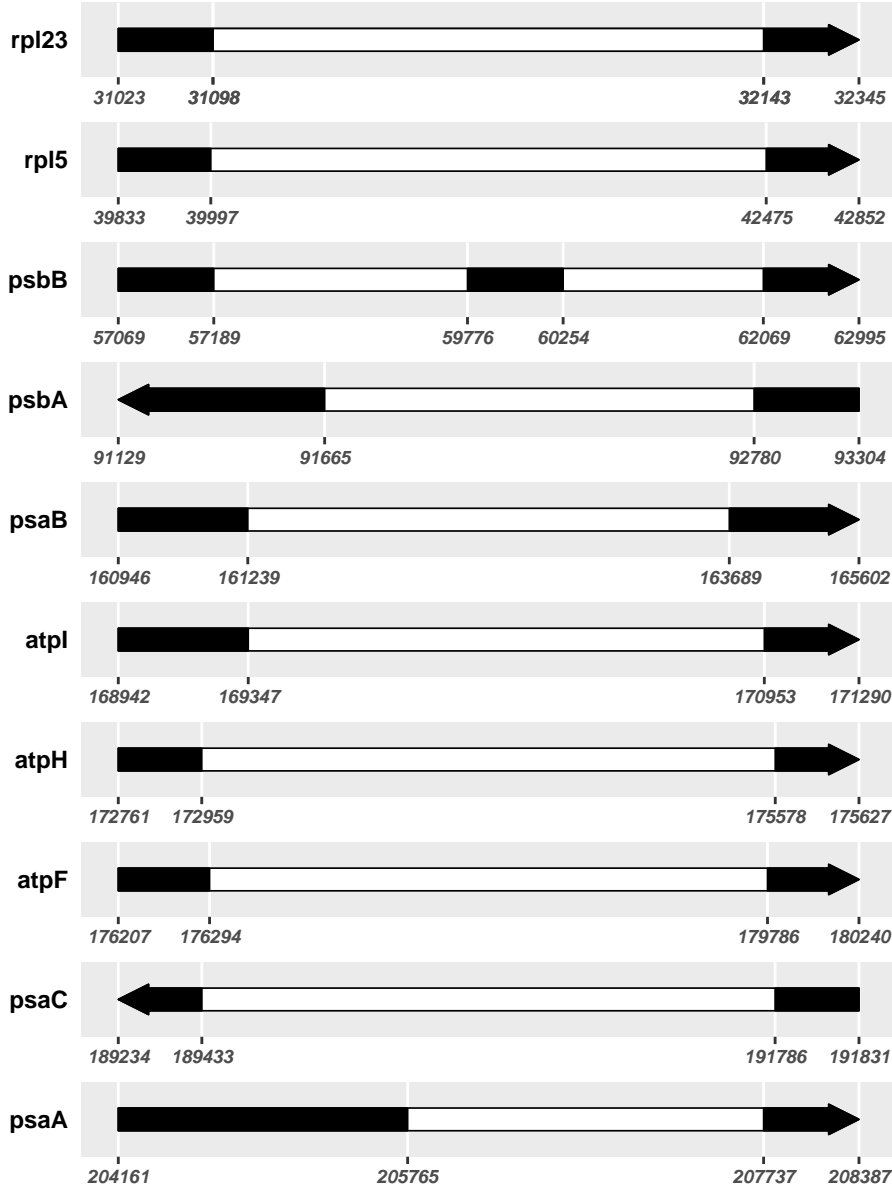 rpl23
31023 31098 32143 32345
rpl5
39833 39997 42475 42852
psbB
57069 57189 59776 60254 62069 62995
psbA
91129 91665 92780 93304
psaB
160946 161239 163689 165602
atpI
168942 169347 170953 171290
atpH
172761 172959 175578 175627
atpF
176207 176294 179786 180240
psaC
189234 189433 191786 191831
psaA
204161 205765 207737 208387